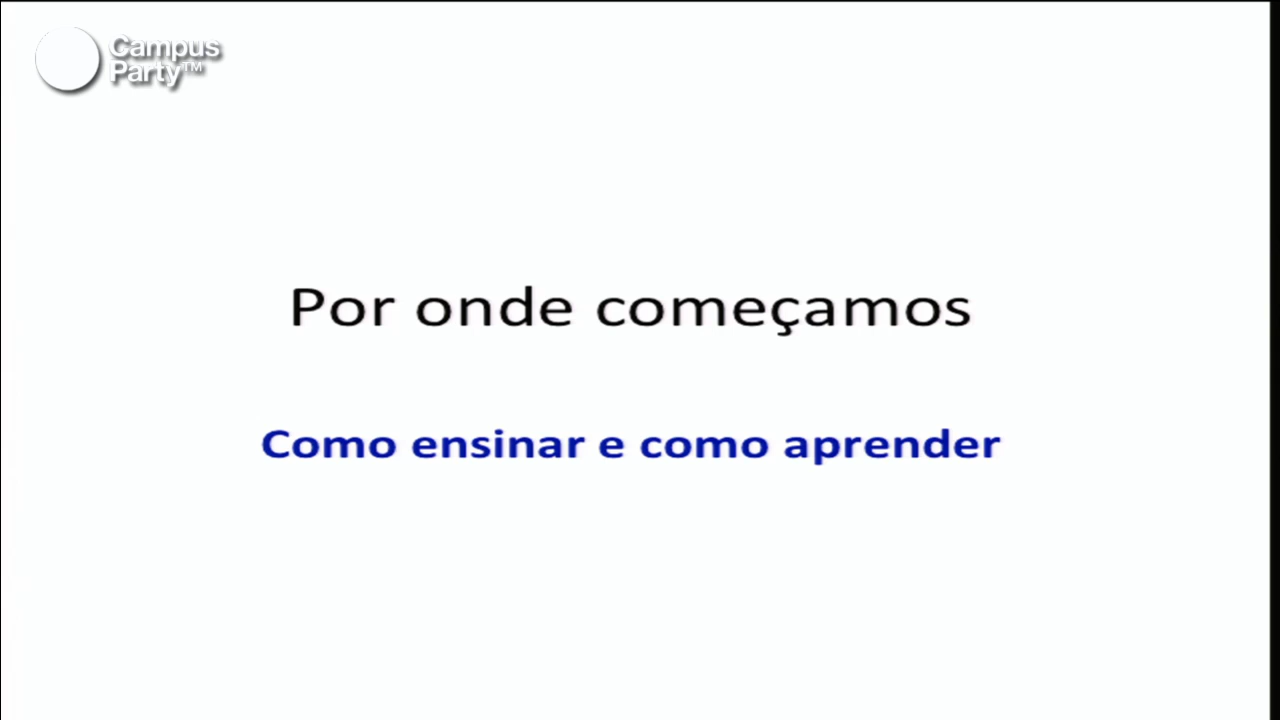 Campus
Party™
Por onde começamos
Como ensinar e como aprender